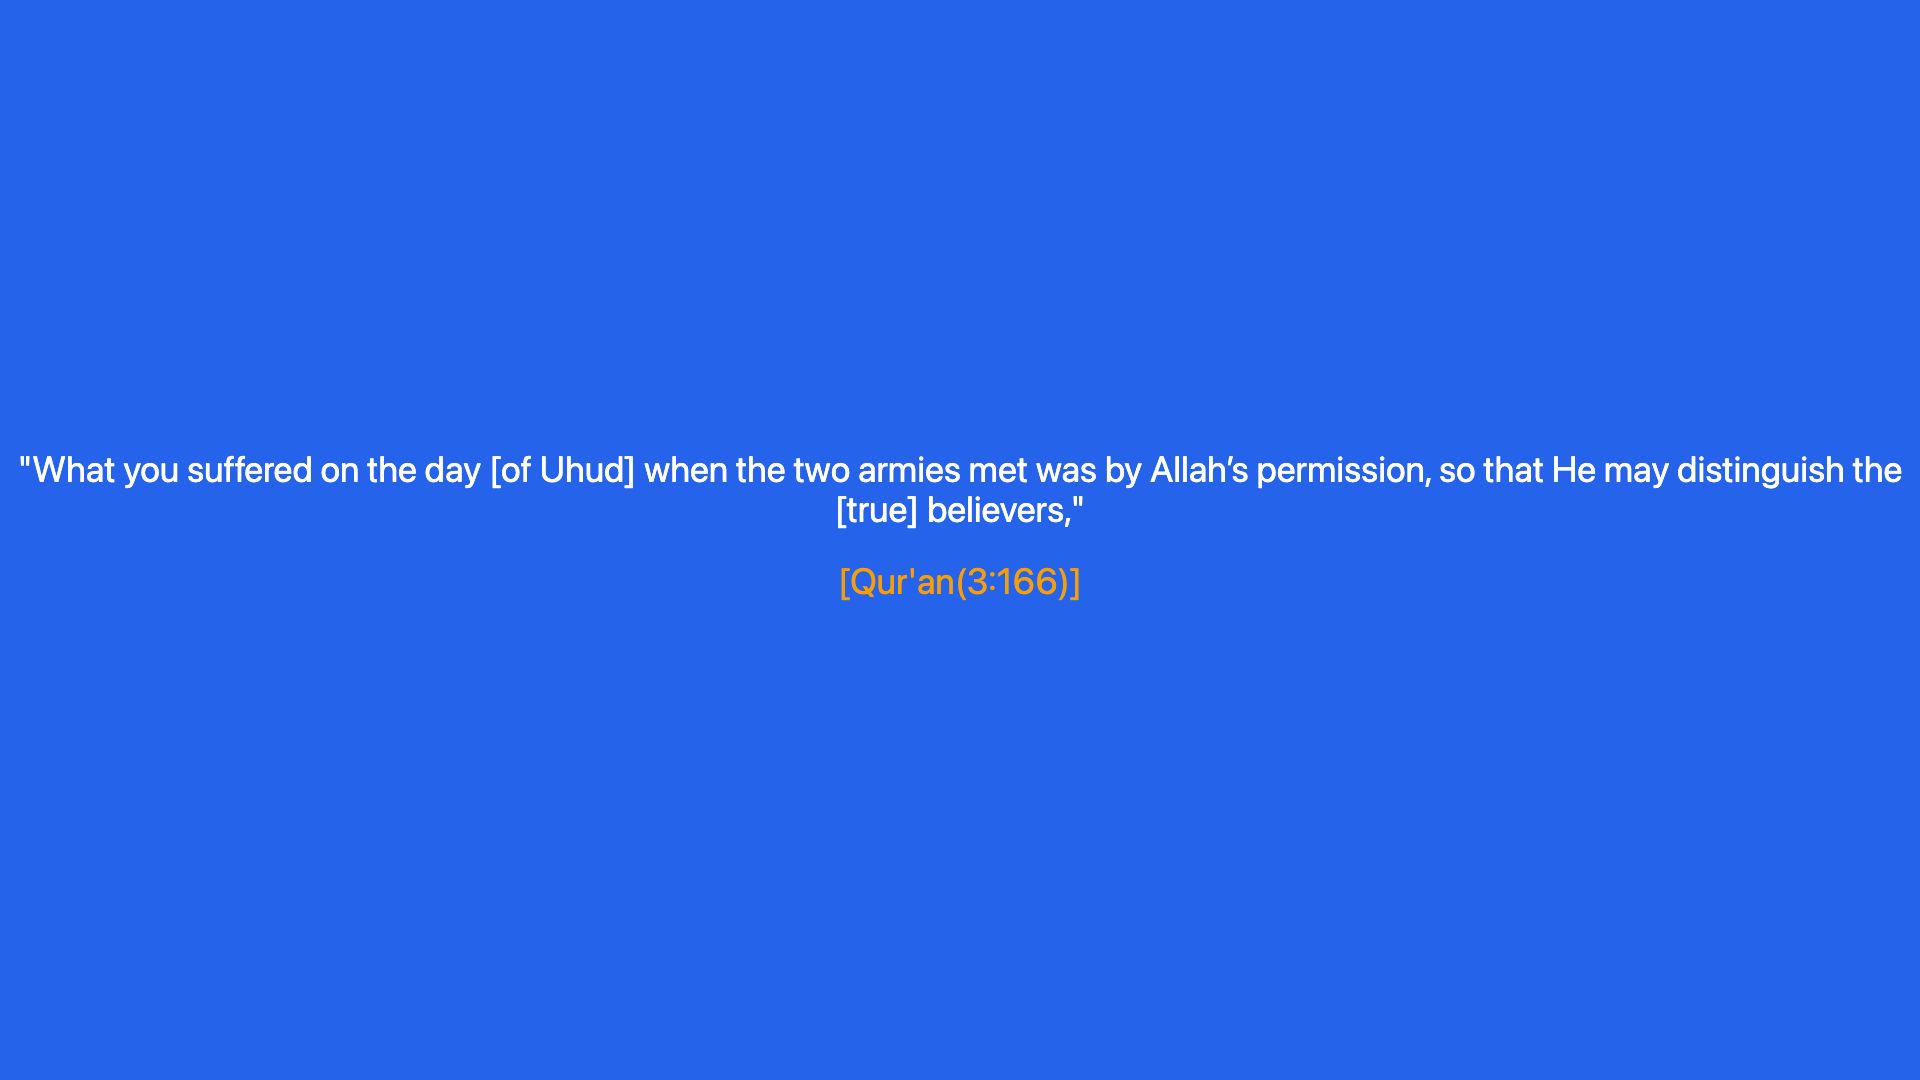 "What you suffered on the day [of Uhud] when the two armies met was by Allah’s permission, so that He may distinguish the
[true] believers,"
[Qur'an(3:166)]